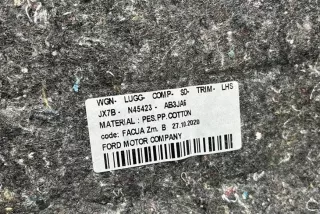 WGN- LUGG- COMP- SD- TRIM- LHS
JX7B - N45423 - AB3JA6
MATERIAL : PES.PP.COTTON
code: FACUA Zm. B 27.10.2020
FORD MOTOR COMPANY